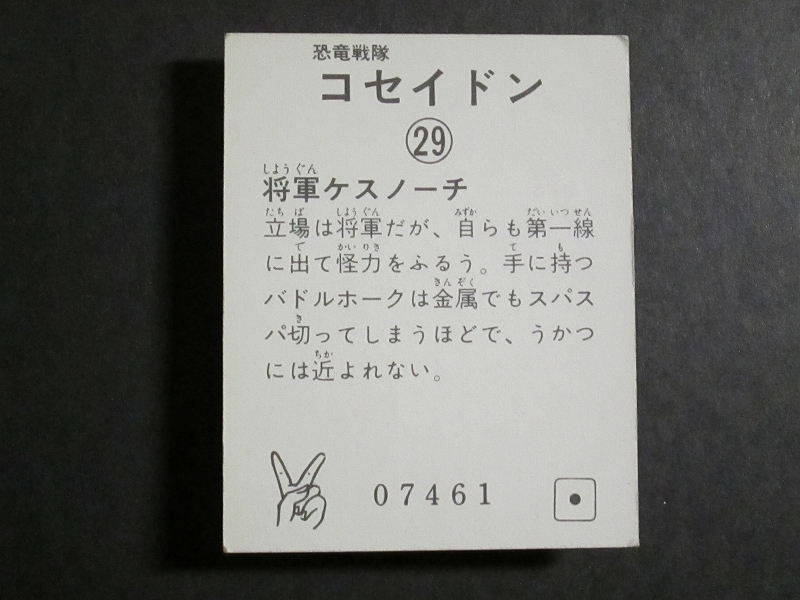 恐竜戦隊
コセイドン
29
しょう ぐん
将軍ケスノーチ
たち ば しょう ぐん みずか だい いっ せん
立場は将軍だが、自らも第一線
で かい りき て も
に出て怪力をふるう。手に持つ
きん ぞく
バドルホークは金属でもスパス
き
パ切ってしまうほどで、うかつ
ちか
には近よれない。
07461